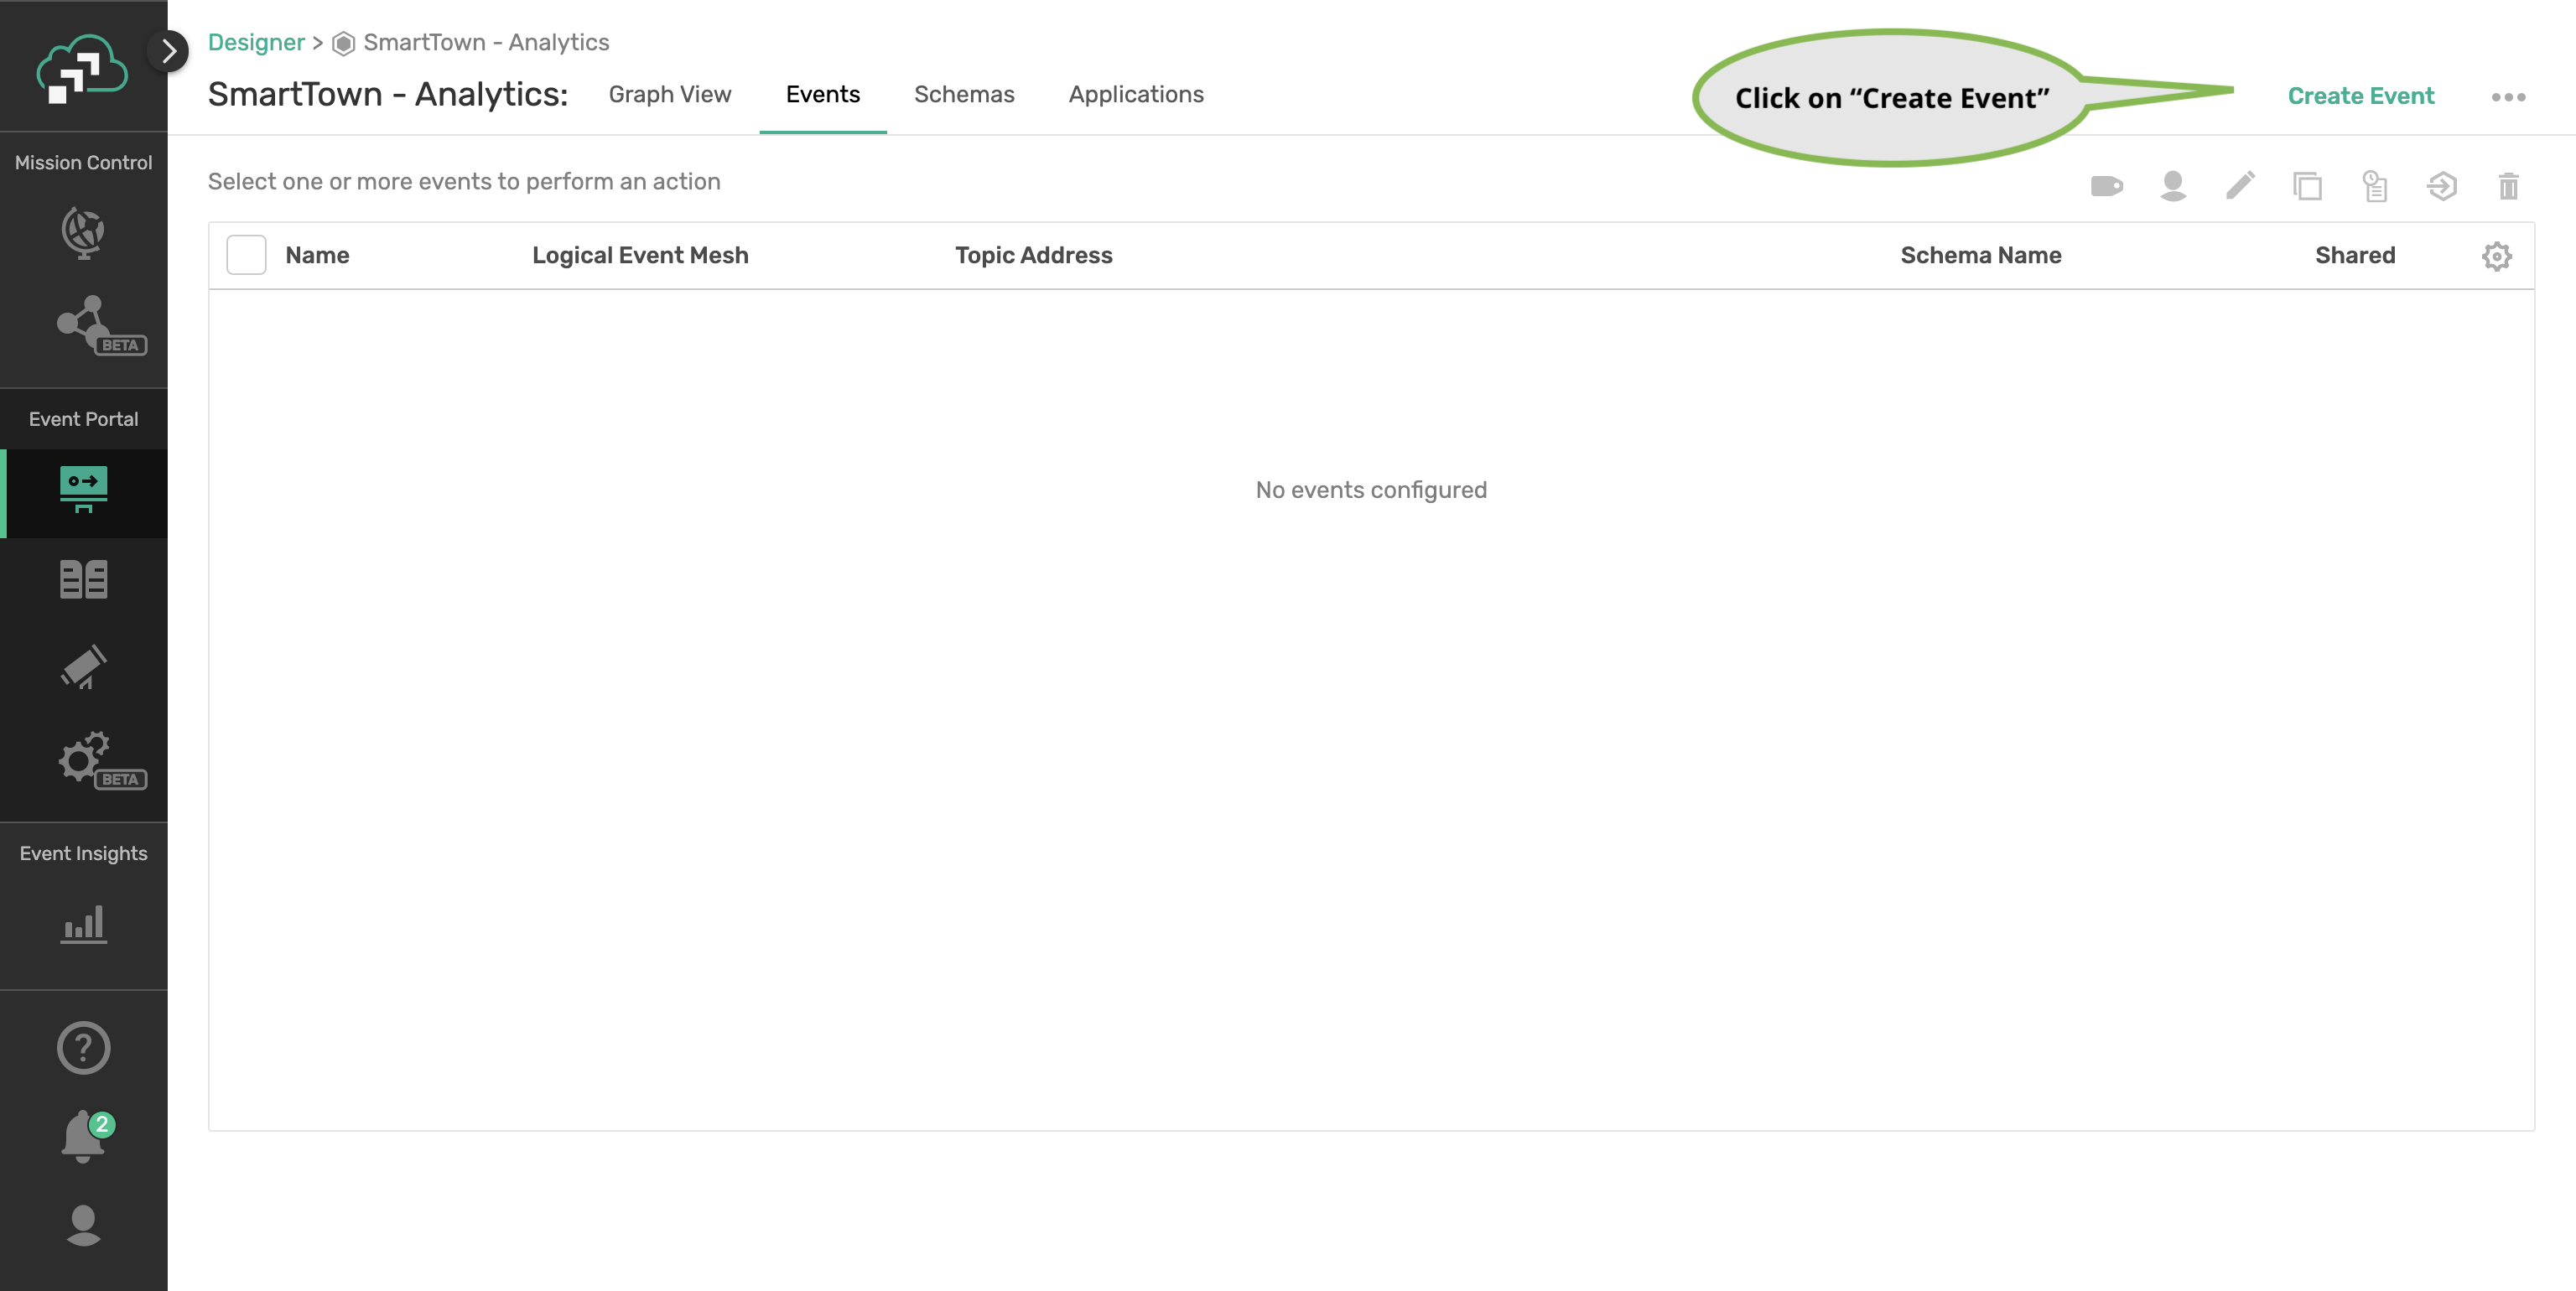 Designer > SmartTown - Analytics
SmartTown - Analytics: Graph View Events Schemas Applications
Click on “Create Event”
Create Event
Mission Control
Select one or more events to perform an action
Name Logical Event Mesh Topic Address Schema Name Shared
BETA
Event Portal
No events configured
BETA
Event Insights
?
2